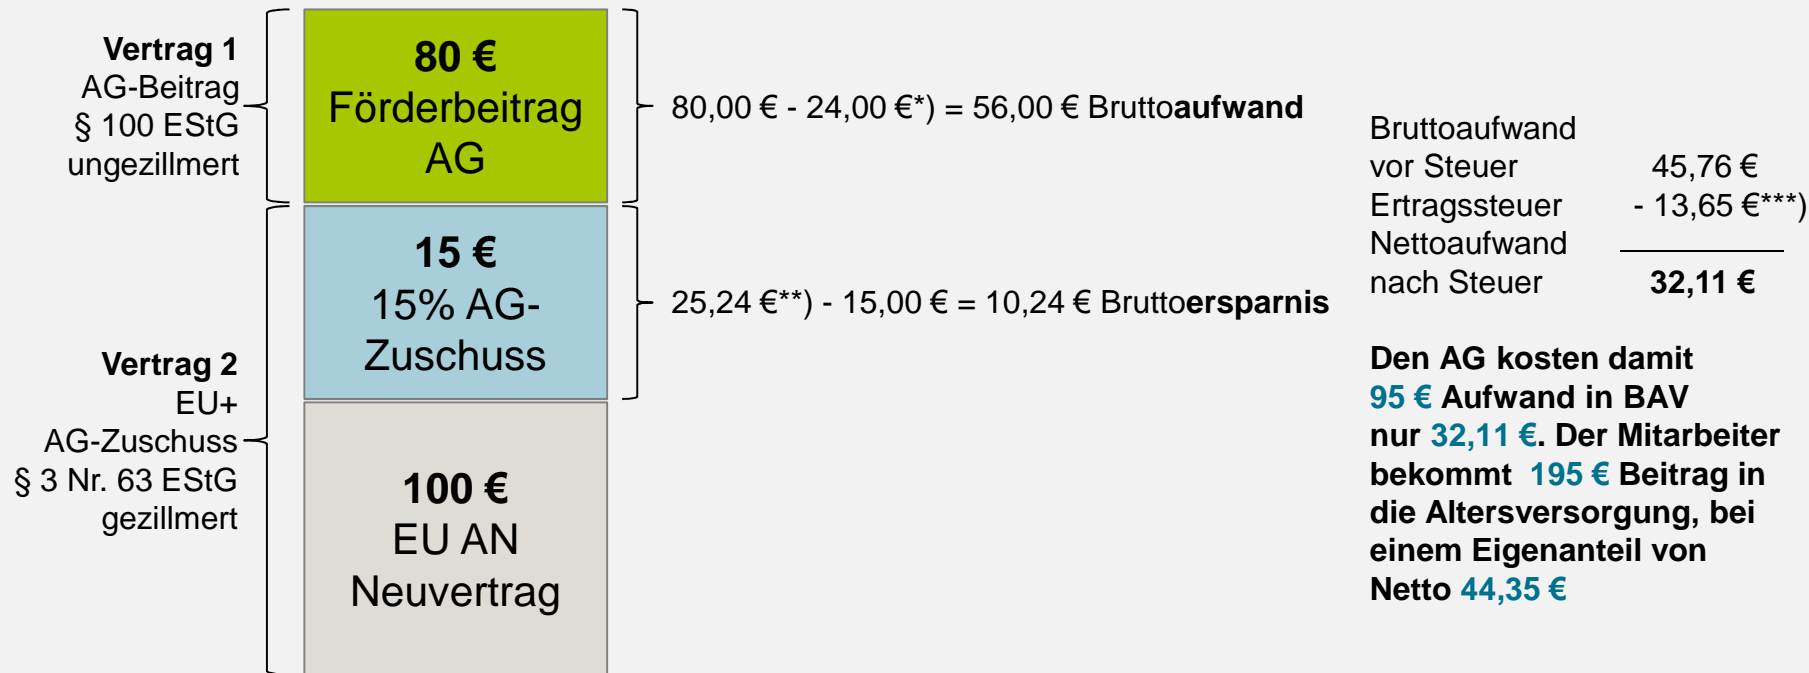 Vertrag 1
AG-Beitrag
§ 100 EStG
ungezillmert
80 €
Förderbeitrag
AG
80,00 € - 24,00 €*) = 56,00 € Bruttoaufwand
Vertrag 2
EU+
AG-Zuschuss
§ 3 Nr. 63 EStG
gezillmert
15 €
15% AG-
Zuschuss
25,24 €**) - 15,00 € = 10,24 € Bruttoersparnis
100 €
EU AN
Neuvertrag
Bruttoaufwand
vor Steuer 45,76 €
Ertragssteuer - 13,65 €***)
Nettoaufwand
nach Steuer 32,11 €
Den AG kosten damit
95 € Aufwand in BAV
nur 32,11 €. Der Mitarbeiter
bekommt 195 € Beitrag in
die Altersversorgung, bei
einem Eigenanteil von
Netto 44,35 €